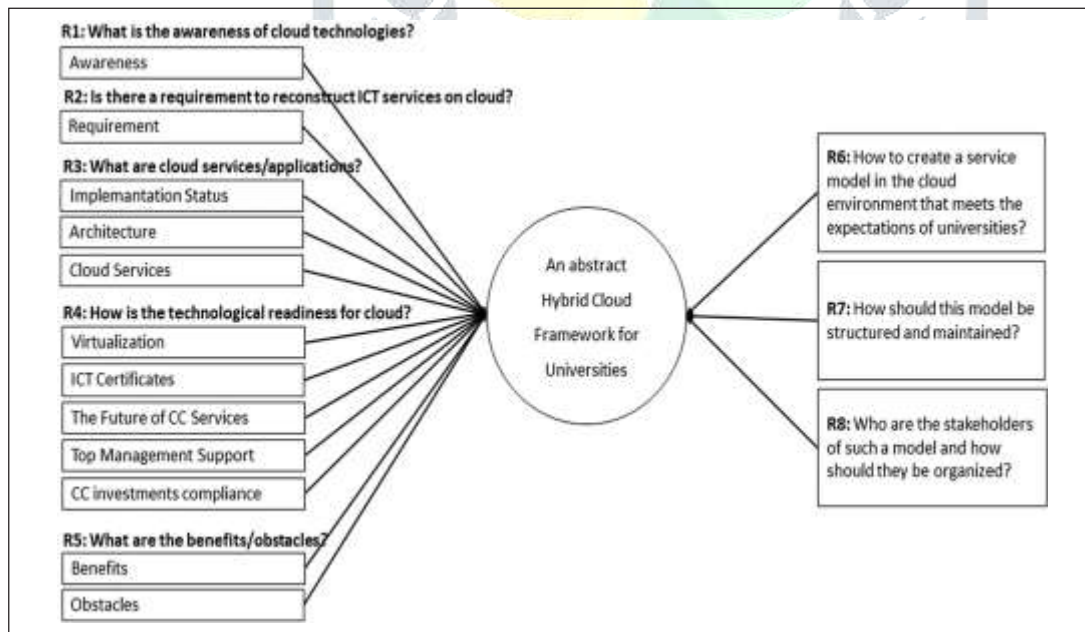 R1: What is the awareness of cloud technologies?
Awareness
R2: Is there a requirement to reconstruct ICT services on cloud?
Requirement
R3: What are cloud services/applications?
Implemantation Status
Architecture
Cloud Services
R4: How is the technological readiness for cloud?
Virtualization
ICT Certificates
The Future of CC Services
Top Management Support
CC investments compliance
R5: What are the benefits/obstacles?
Benefits
Obstacles
An abstract
Hybrid Cloud
Framework for
Universities
R6: How to create a service
model in the cloud
environment that meets the
expectations of universities?
R7: How should this model be
structured and maintained?
R8: Who are the stakeholders
of such a model and how
should they be organized?